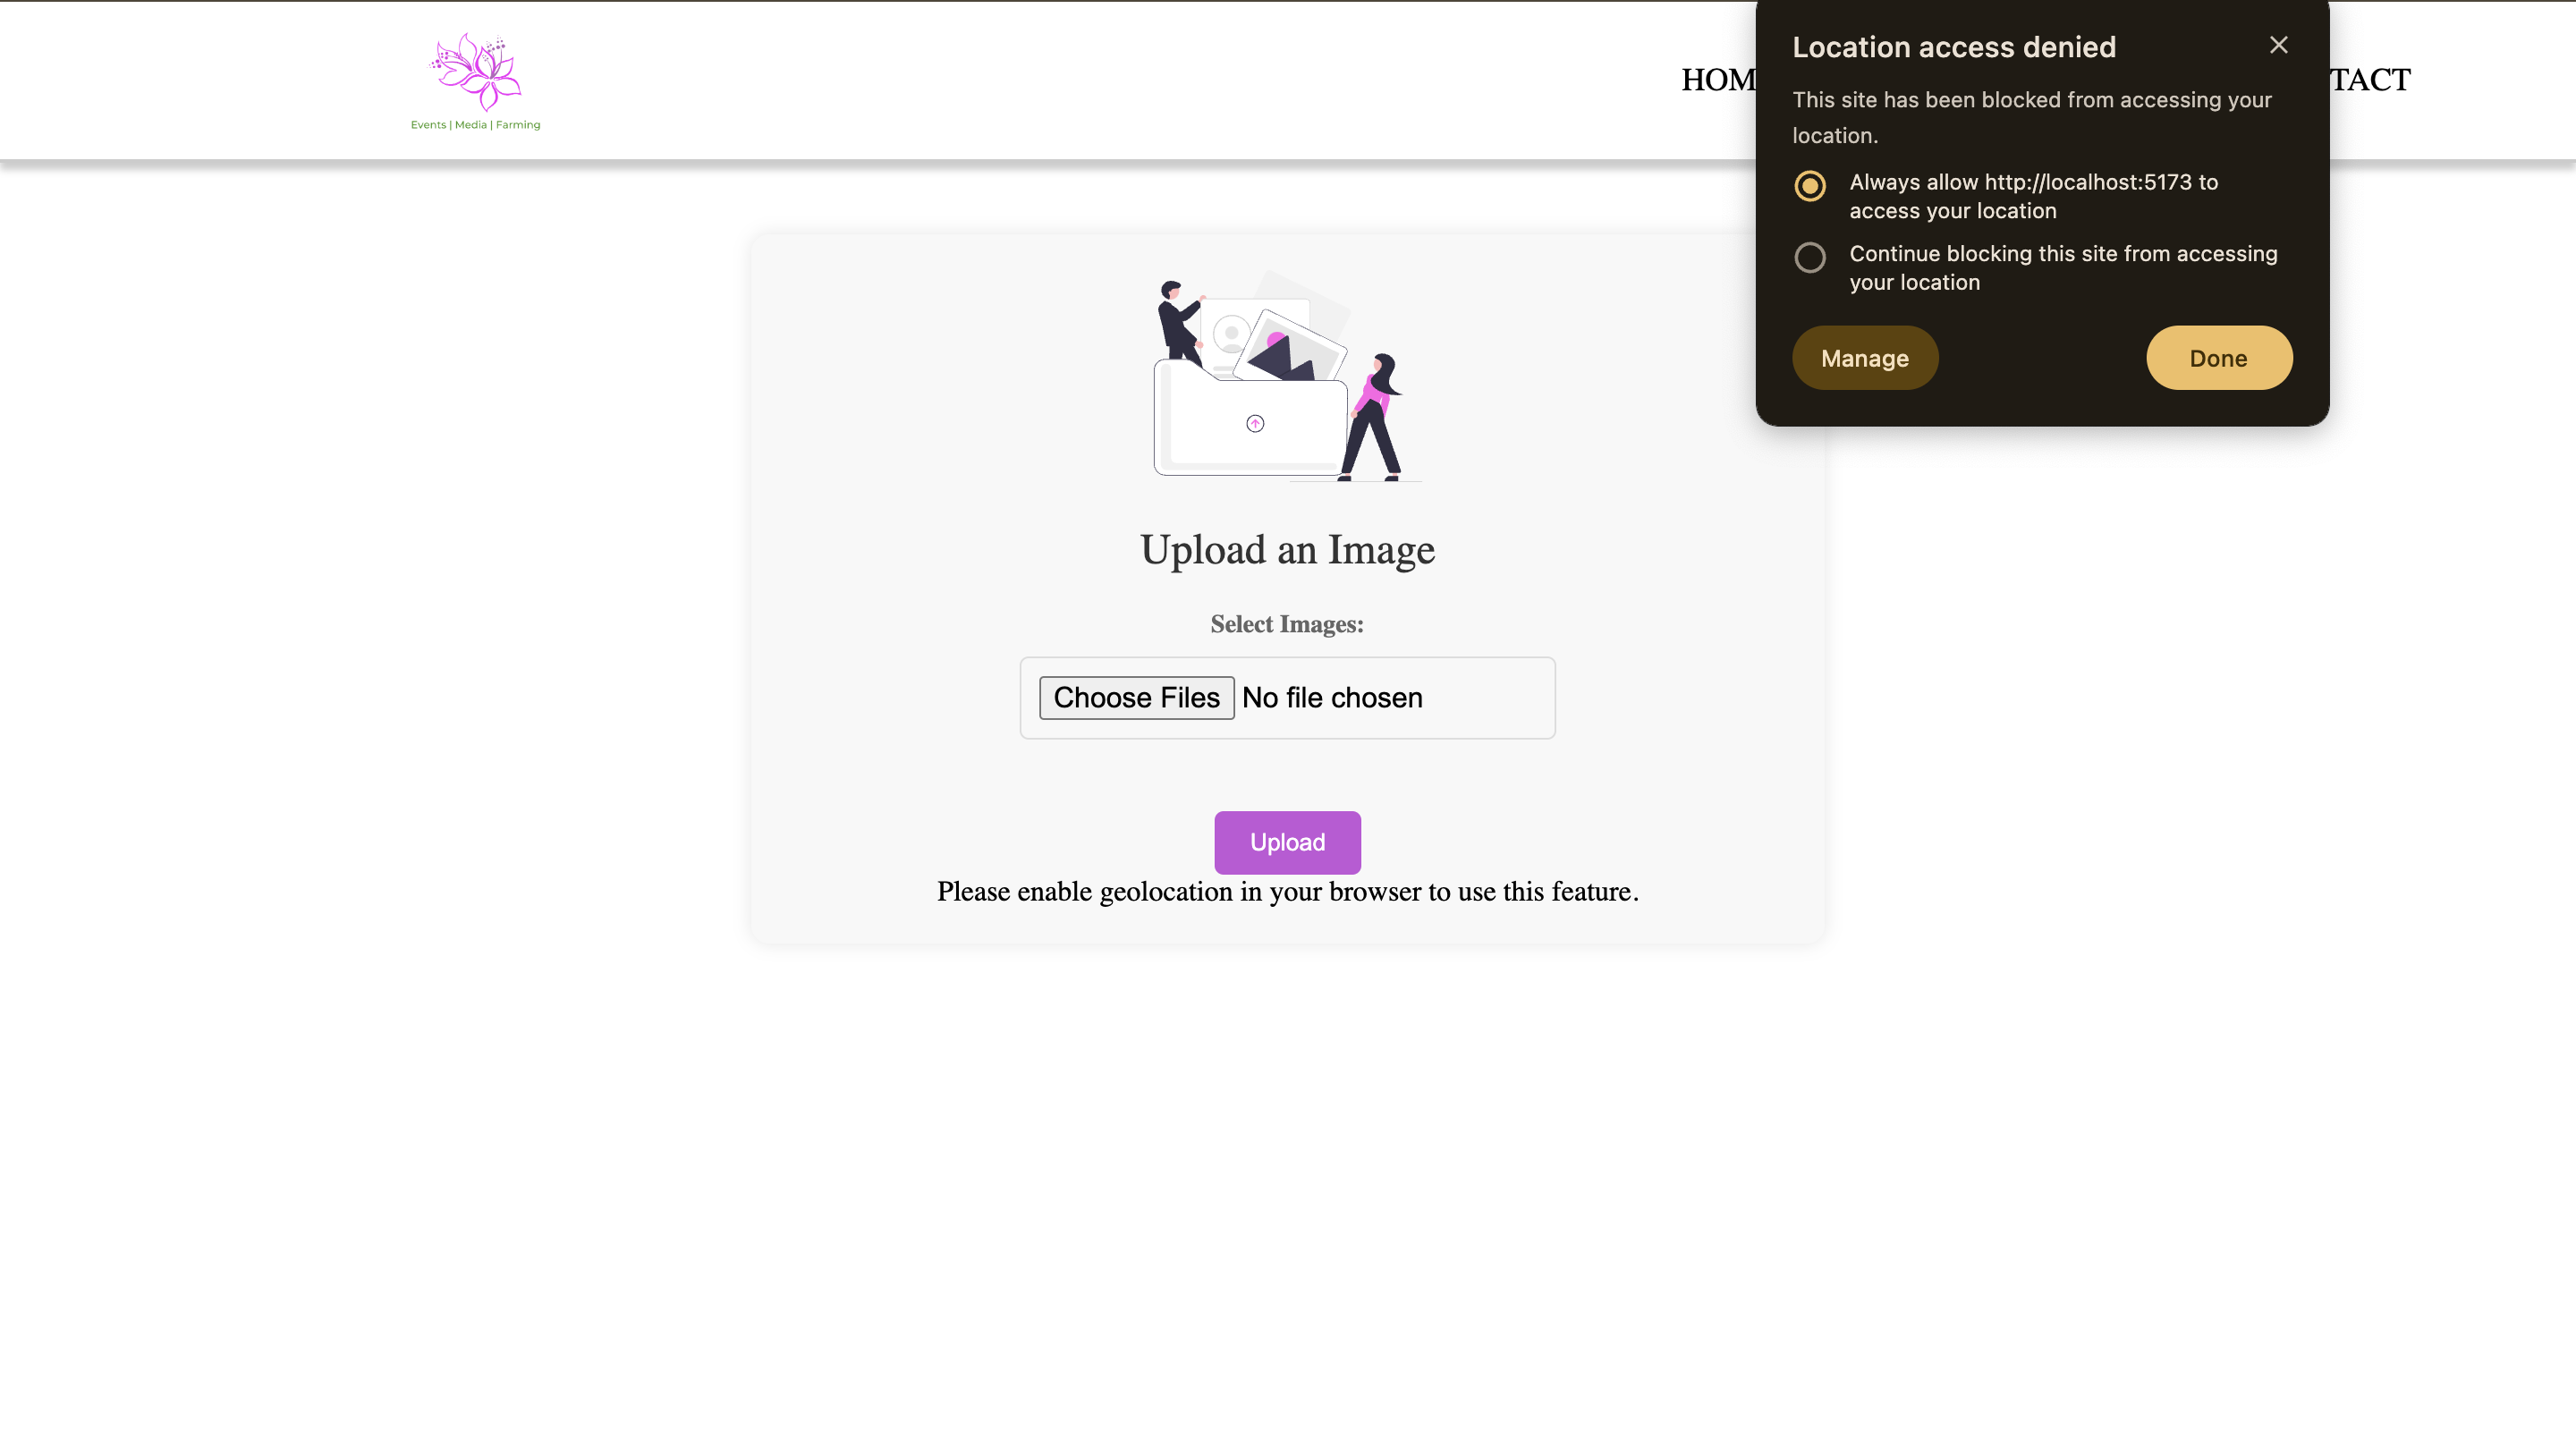 Events | Media | Farming
HOM
TACT
Location access denied
This site has been blocked from accessing your
location.
Always allow http://localhost:5173 to
access your location
Continue blocking this site from accessing
your location
Manage
Done
Upload an Image
Select Images:
Choose Files No file chosen
Upload
Please enable geolocation in your browser to use this feature.